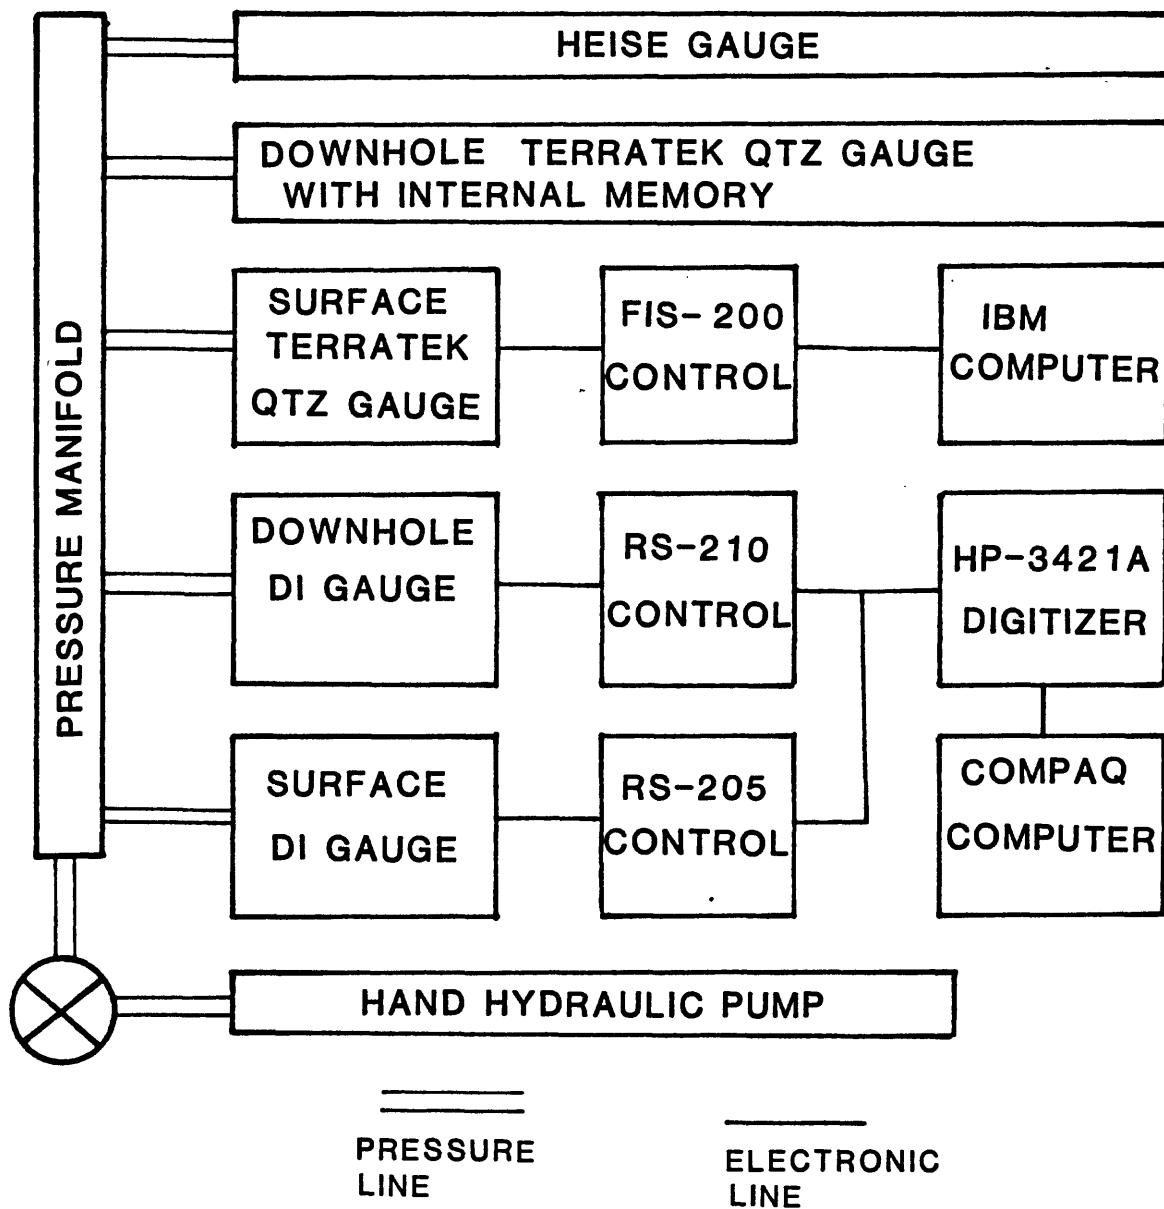 PRESSURE MANIFOLD
HEISE GAUGE
DOWNHOLE TERRATEK QTZ GAUGE
WITH INTERNAL MEMORY
SURFACE
TERRATEK
QTZ GAUGE
FIS-200
CONTROL
IBM
COMPUTER
DOWNHOLE
DI GAUGE
RS-210
CONTROL
HP-3421A
DIGITIZER
SURFACE
DI GAUGE
RS-205
CONTROL
COMPAQ
COMPUTER
HAND HYDRAULIC PUMP
PRESSURE
LINE
ELECTRONIC
LINE